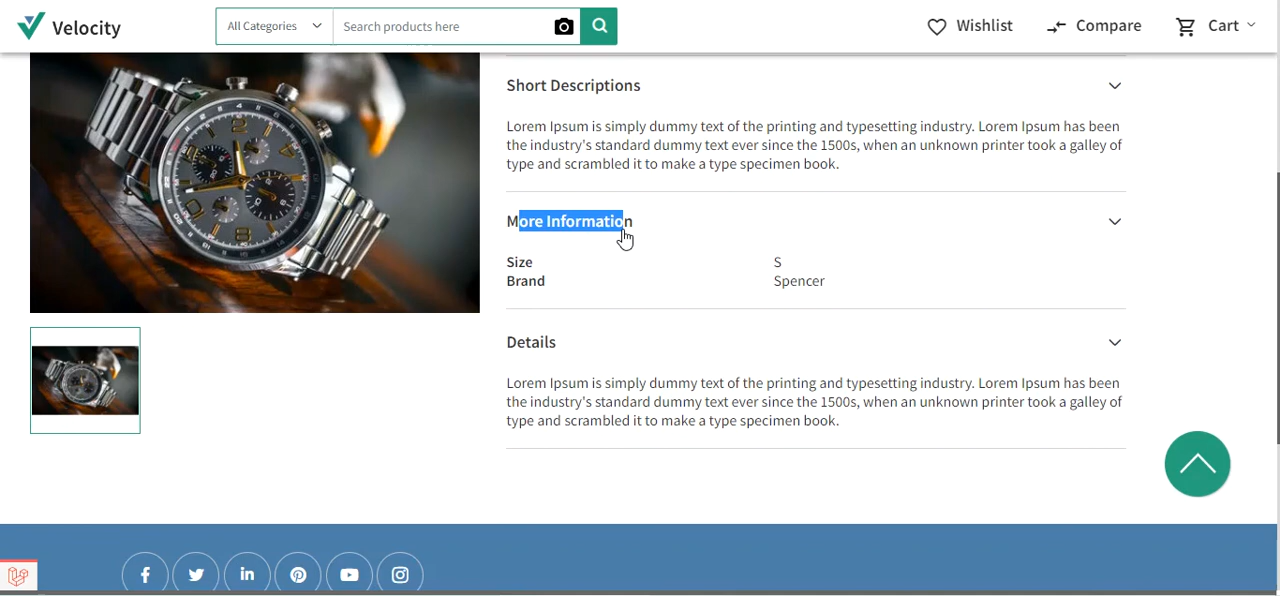 Velocity
All Categories
Search products here
Wishlist
Compare
Cart
Short Descriptions
Lorem Ipsum is simply dummy text of the printing and typesetting industry. Lorem Ipsum has been
the industry's standard dummy text ever since the 1500s, when an unknown printer took a galley of
type and scrambled it to make a type specimen book.
More Information
Size S
Brand Spencer
Details
Lorem Ipsum is simply dummy text of the printing and typesetting industry. Lorem Ipsum has been
the industry's standard dummy text ever since the 1500s, when an unknown printer took a galley of
type and scrambled it to make a type specimen book.